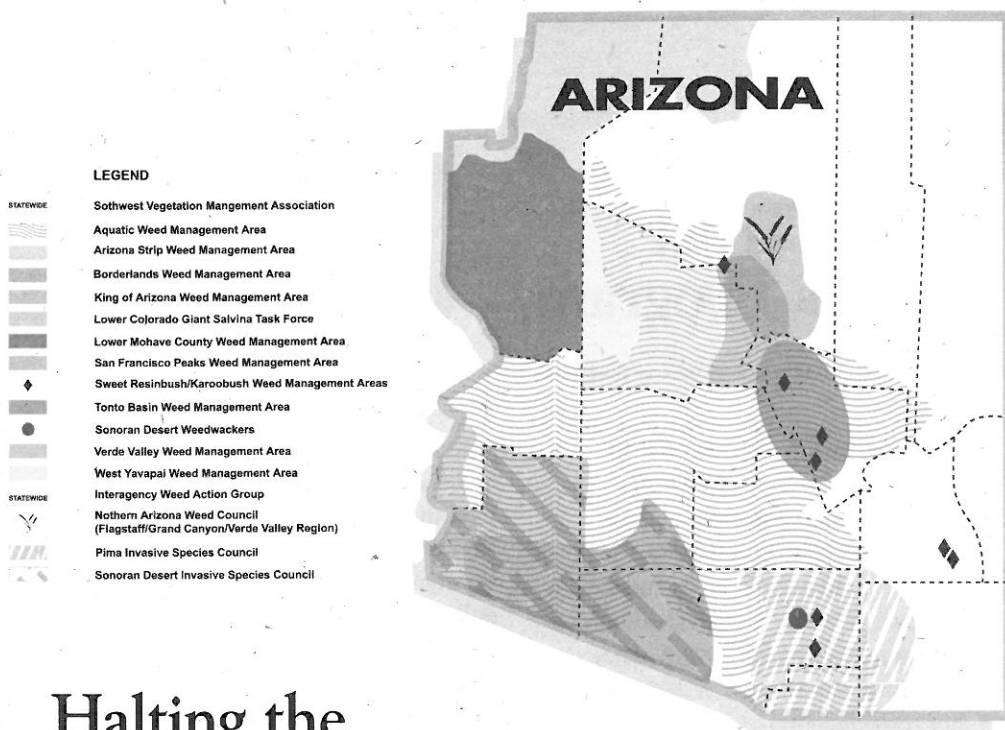 ARIZONA
LEGEND
STATEWIDE Sothwest Vegetation Mangement Association
Aquatic Weed Management Area
Arizona Strip Weed Management Area
Borderlands Weed Management Area
King of Arizona Weed Management Area
Lower Colorado Giant Salvina Task Force
Lower Mohave County Weed Management Area
San Francisco Peaks Weed Management Area
Sweet Resinbush/Karoobush Weed Management Areas
Tonto Basin Weed Management Area
Sonoran Desert Weedwackers
Verde Valley Weed Management Area
West Yavapai Weed Management Area
STATEWIDE Interagency Weed Action Group
Nothern Arizona Weed Council
(Flagstaff/Grand Canyon/Verde Valley Region)
Pima Invasive Species Council
Sonoran Desert Invasive Species Council
Halting the